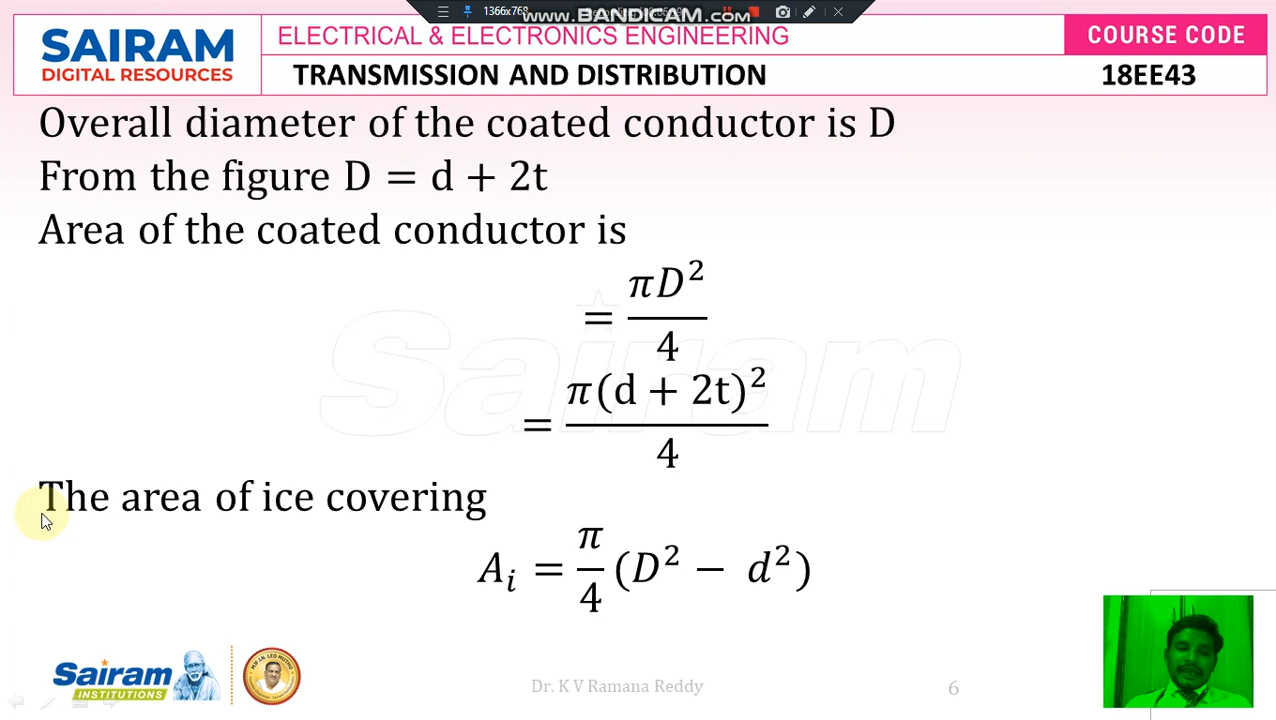 1366x768
www.BANDICAM.com
SAIRAM
DIGITAL RESOURCES
ELECTRICAL & ELECTRONICS ENGINEERING
COURSE CODE
TRANSMISSION AND DISTRIBUTION
18EE43
Overall diameter of the coated conductor is D
From the figure D = d + 2t
Area of the coated conductor is
= πD²/4
= π(d + 2t)²/4
Sairam
The area of ice covering
Aᵢ = π/4 (D² − d²)
Sairam
INSTITUTIONS
Dr. K V Ramana Reddy
6